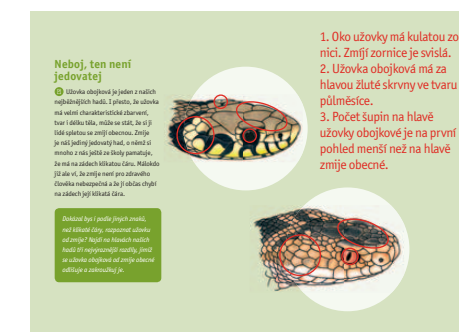 Neboj, ten není
jedovatej
Užovka obojková je jeden z našich
nejběžnějších hadů. I přesto, že užovka
má velmi charakteristické zbarvení,
tvar i délku těla, může se stát, že si ji
lidé spletou se zmijí obecnou. Zmije
je náš jediný jedovatý had, o němž si
mnoho z nás ještě ze školy pamatuje,
že má na zádech klikatou čáru. Málokdo
již ale ví, že zmije není pro zdravého
člověka nebezpečná a že jí občas chybí
na zádech její klikatá čára.
Dokázal bys i podle jiných znaků,
než klikaté čáry, rozpoznat užovku
od zmije? Najdi na hlavách našich
hadů tři nejvýraznější rozdíly, jimiž
se užovka obojková od zmije obecné
odlišuje a zakroužkuj je.
1. Oko užovky má kulatou zo
nici. Zmijí zornice je svislá.
2. Užovka obojková má za
hlavou žluté skrvny ve tvaru
půlměsíce.
3. Počet šupin na hlavě
užovky obojkové je na první
pohled menší než na hlavě
zmije obecné.